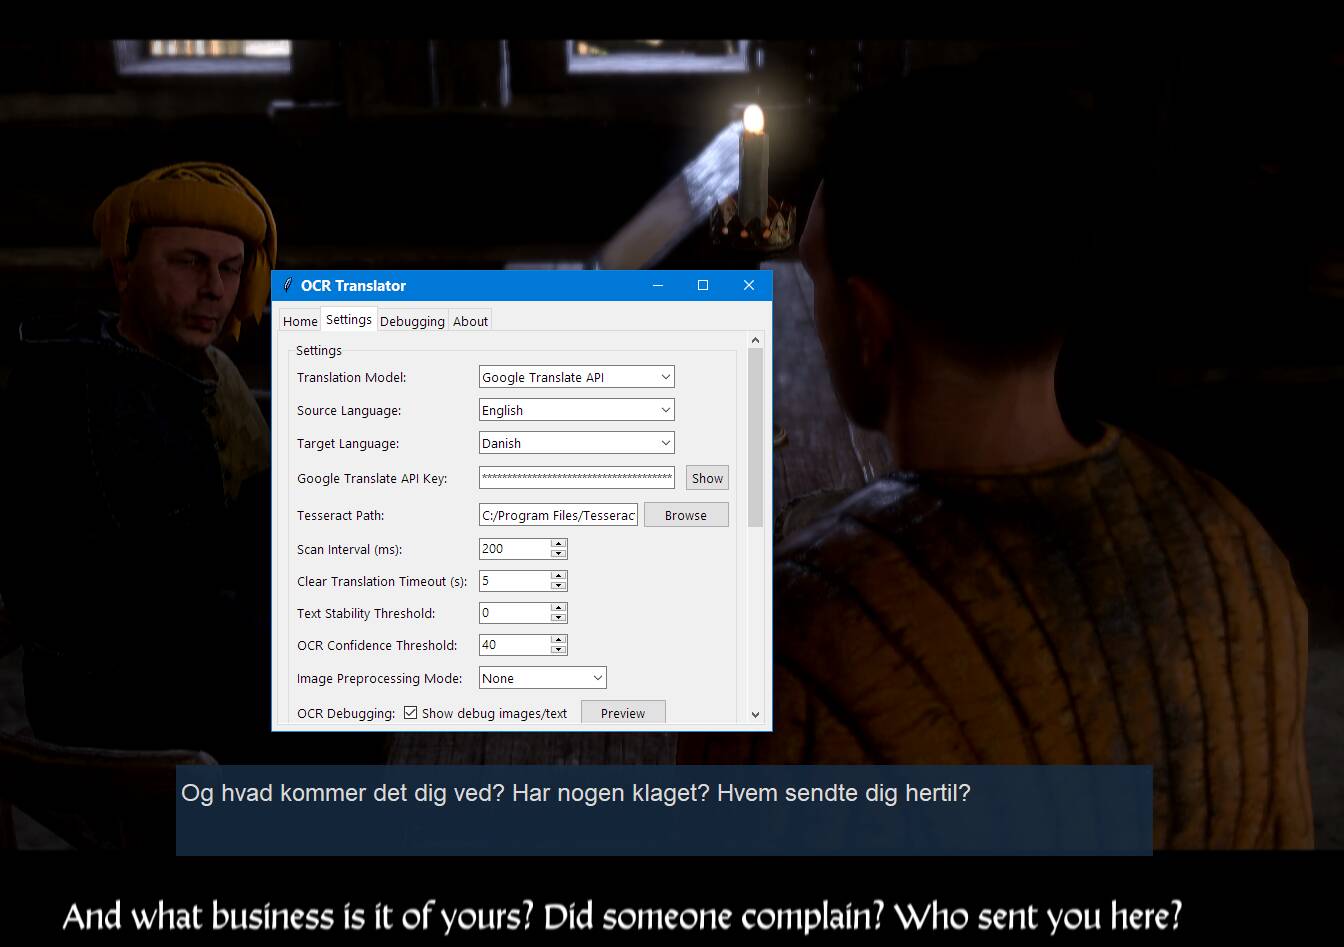 OCR Translator
Home Settings Debugging About
Settings
Translation Model: Google Translate API
Source Language: English
Target Language: Danish
Google Translate API Key: ************************************** Show
Tesseract Path: C:/Program Files/Tesserac Browse
Scan Interval (ms): 200
Clear Translation Timeout (s): 5
Text Stability Threshold: 0
OCR Confidence Threshold: 40
Image Preprocessing Mode: None
OCR Debugging: Show debug images/text Preview
Og hvad kommer det dig ved? Har nogen klaget? Hvem sendte dig hertil?
And what business is it of yours? Did someone complain? Who sent you here?